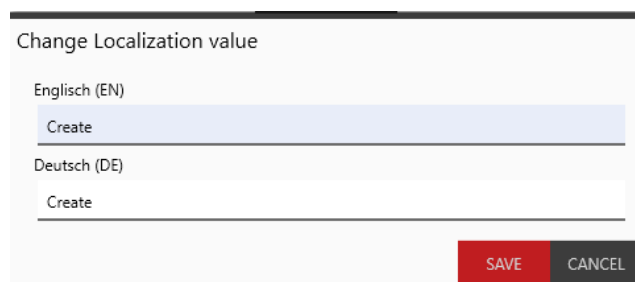 Change Localization value
Englisch (EN)
Create
Deutsch (DE)
Create
SAVE CANCEL